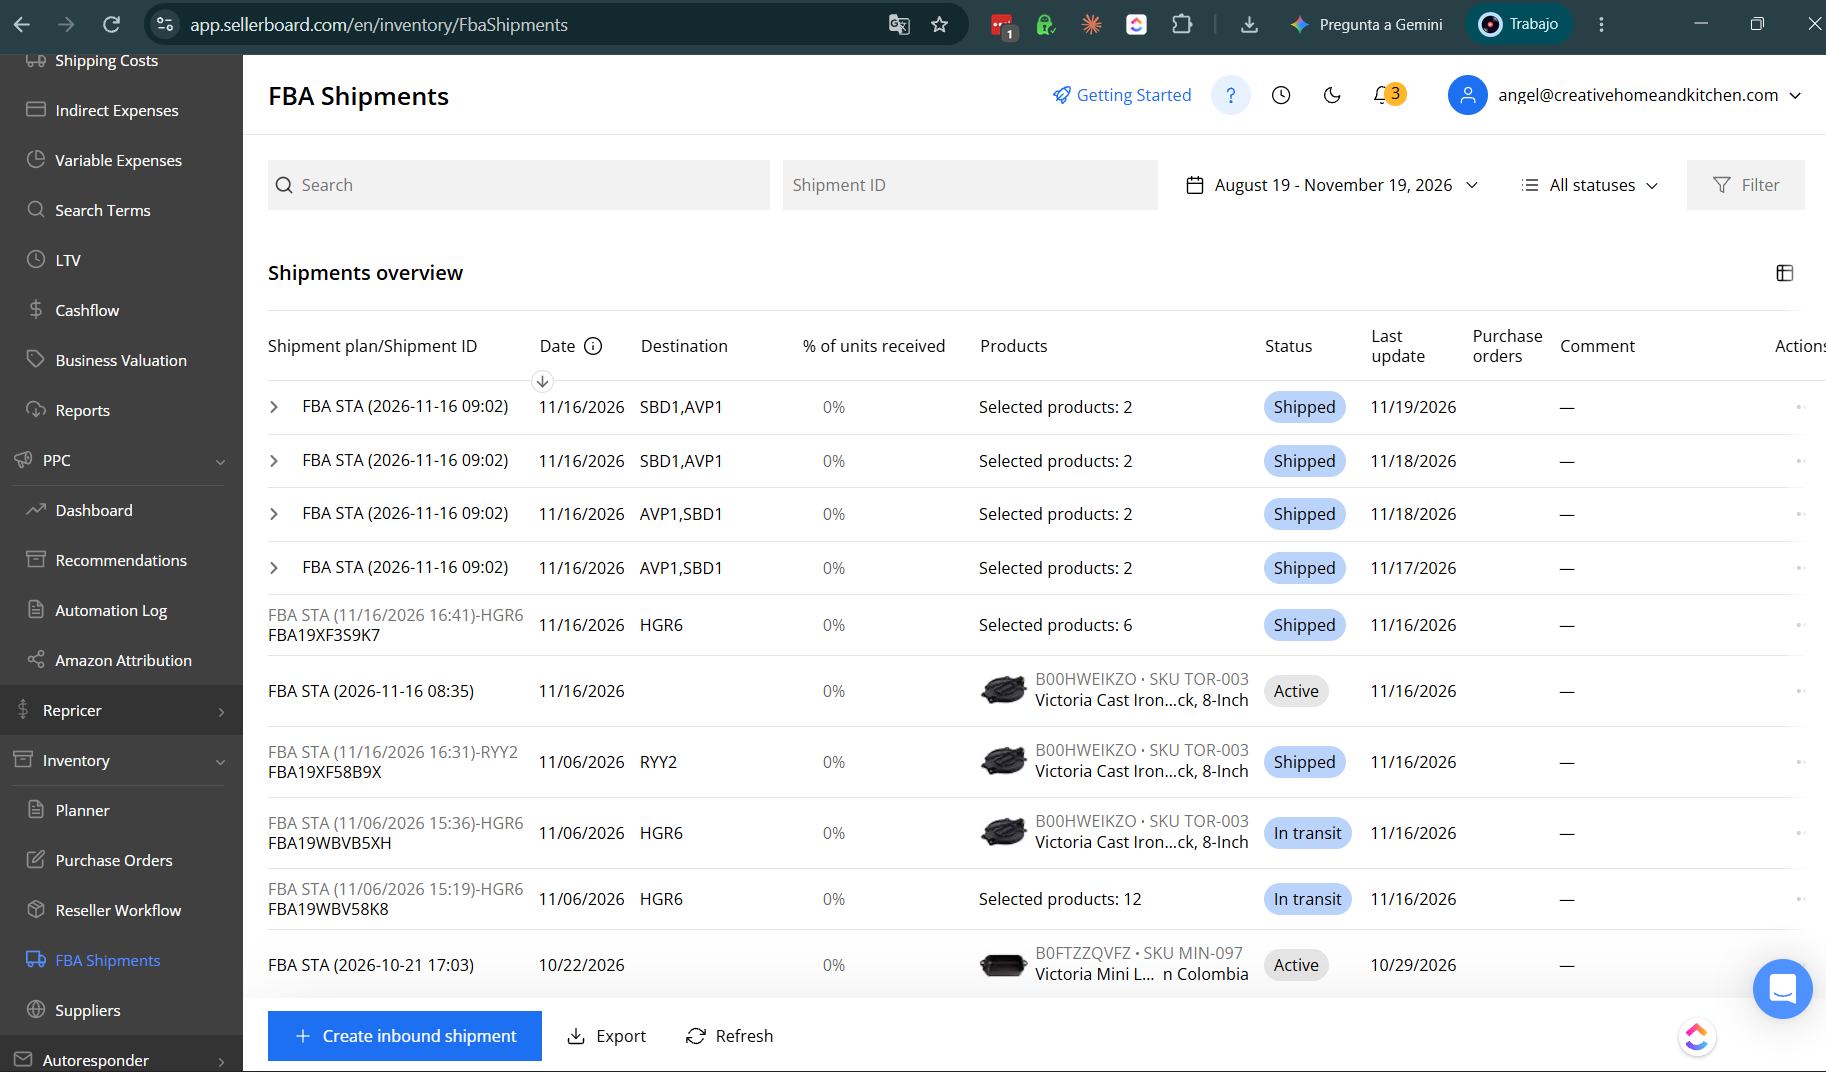 app.sellerboard.com/en/inventory/FbaShipments
1
Pregunta a Gemini
Trabajo
Shipping Costs
Indirect Expenses
Variable Expenses
Search Terms
LTV
Cashflow
Business Valuation
Reports
PPC
Dashboard
Recommendations
Automation Log
Amazon Attribution
Repricer
Inventory
Planner
Purchase Orders
Reseller Workflow
FBA Shipments
Suppliers
Autoresponder
FBA Shipments
Getting Started
?
3
angel@creativehomeandkitchen.com
Search
Shipment ID
August 19 - November 19, 2026
All statuses
Filter
Shipments overview
Shipment plan/Shipment ID Date Destination % of units received Products Status Last update Purchase orders Comment Actions
FBA STA (2026-11-16 09:02) 11/16/2026 SBD1,AVP1 0% Selected products: 2 Shipped 11/19/2026 —
FBA STA (2026-11-16 09:02) 11/16/2026 SBD1,AVP1 0% Selected products: 2 Shipped 11/18/2026 —
FBA STA (2026-11-16 09:02) 11/16/2026 AVP1,SBD1 0% Selected products: 2 Shipped 11/18/2026 —
FBA STA (2026-11-16 09:02) 11/16/2026 AVP1,SBD1 0% Selected products: 2 Shipped 11/17/2026 —
FBA STA (11/16/2026 16:41)-HGR6
FBA19XF3S9K7 11/16/2026 HGR6 0% Selected products: 6 Shipped 11/16/2026 —
FBA STA (2026-11-16 08:35) 11/16/2026 0% B00HWEIKZO • SKU TOR-003
Victoria Cast Iron...ck, 8-Inch Active 11/16/2026 —
FBA STA (11/16/2026 16:31)-RYY2
FBA19XF58B9X 11/06/2026 RYY2 0% B00HWEIKZO • SKU TOR-003
Victoria Cast Iron...ck, 8-Inch Shipped 11/16/2026 —
FBA STA (11/06/2026 15:36)-HGR6
FBA19WBVB5XH 11/06/2026 HGR6 0% B00HWEIKZO • SKU TOR-003
Victoria Cast Iron...ck, 8-Inch In transit 11/16/2026 —
FBA STA (11/06/2026 15:19)-HGR6
FBA19WBV58K8 11/06/2026 HGR6 0% Selected products: 12 In transit 11/16/2026 —
FBA STA (2026-10-21 17:03) 10/22/2026 0% B0FTZZQVFZ • SKU MIN-097
Victoria Mini L... n Colombia Active 10/29/2026 —
+ Create inbound shipment
Export
Refresh